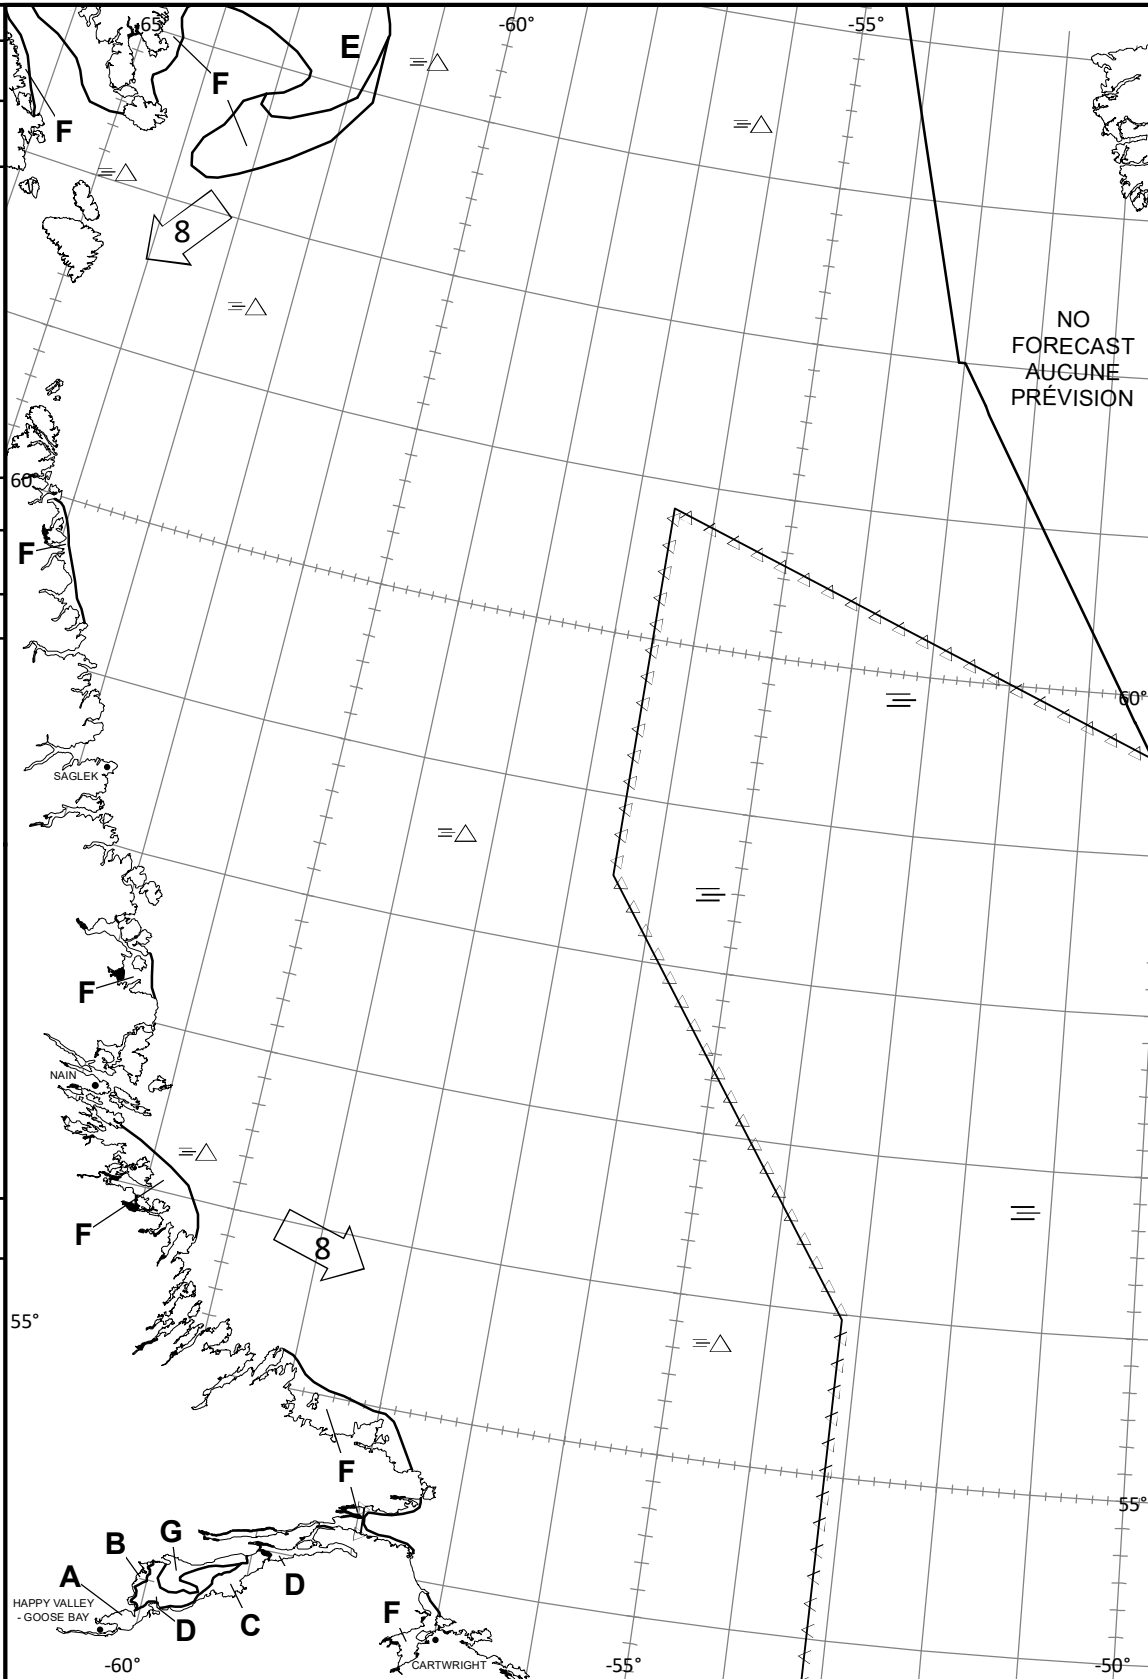 65°
-60°
-55°
E
F
F
8
NO
FORECAST
AUCUNE
PRÉVISION
60°
F
60°
SAGLEK
F
NAIN
F
8
55°
F
55°
G
B
A
D
HAPPY VALLEY
- GOOSE BAY
F
C
D
CARTWRIGHT
-60°
-55°
-50°